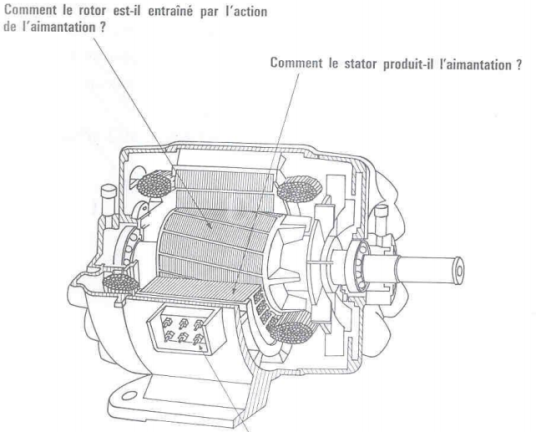 Comment le rotor est-il entraîné par l'action
de l'aimantation ?
Comment le stator produit-il l'aimantation ?